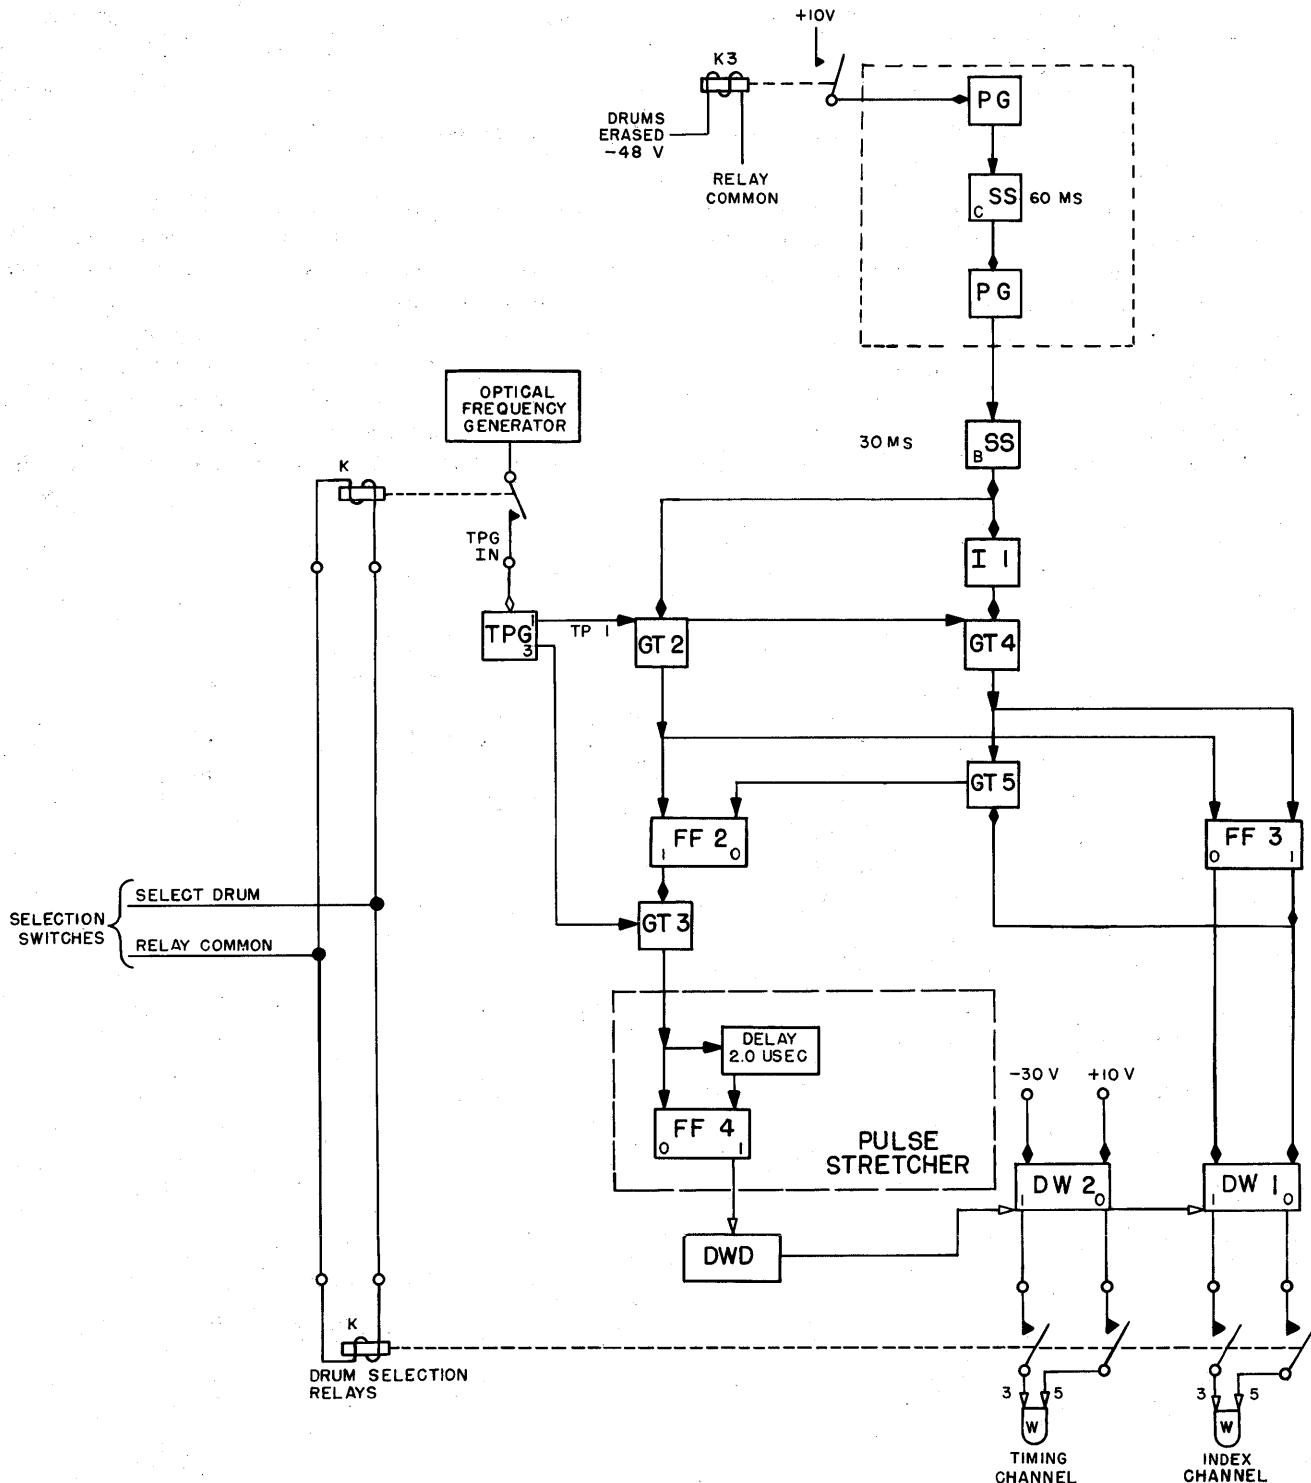 +10V
K3
DRUMS
ERASED
-48 V
RELAY
COMMON
PG
SS
C
60 MS
PG
30 MS
SS
B
OPTICAL
FREQUENCY
GENERATOR
K
TPG
IN
I 1
TPG
1
3
TP 1
GT 2
GT 4
GT 5
FF 2
1
0
FF 3
0
1
SELECTION
SWITCHES
SELECT DRUM
RELAY COMMON
GT 3
DELAY
2.0 USEC
-30 V
+10 V
FF 4
0
1
PULSE
STRETCHER
DW 2
1
0
DW 1
1
0
DWD
K
DRUM SELECTION
RELAYS
3
5
3
5
W
W
TIMING
CHANNEL
INDEX
CHANNEL